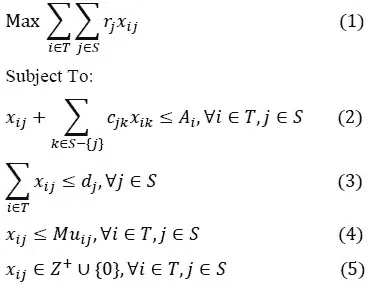 Max ∑_{i∈T} ∑_{j∈S} r_j x_{ij} (1)
Subject To:
x_{ij} + ∑_{k∈S−{j}} c_{jk} x_{ik} ≤ A_i, ∀i ∈ T, j ∈ S (2)
∑_{i∈T} x_{ij} ≤ d_j, ∀j ∈ S (3)
x_{ij} ≤ Mu_{ij}, ∀i ∈ T, j ∈ S (4)
x_{ij} ∈ Z^+ ∪ {0}, ∀i ∈ T, j ∈ S (5)